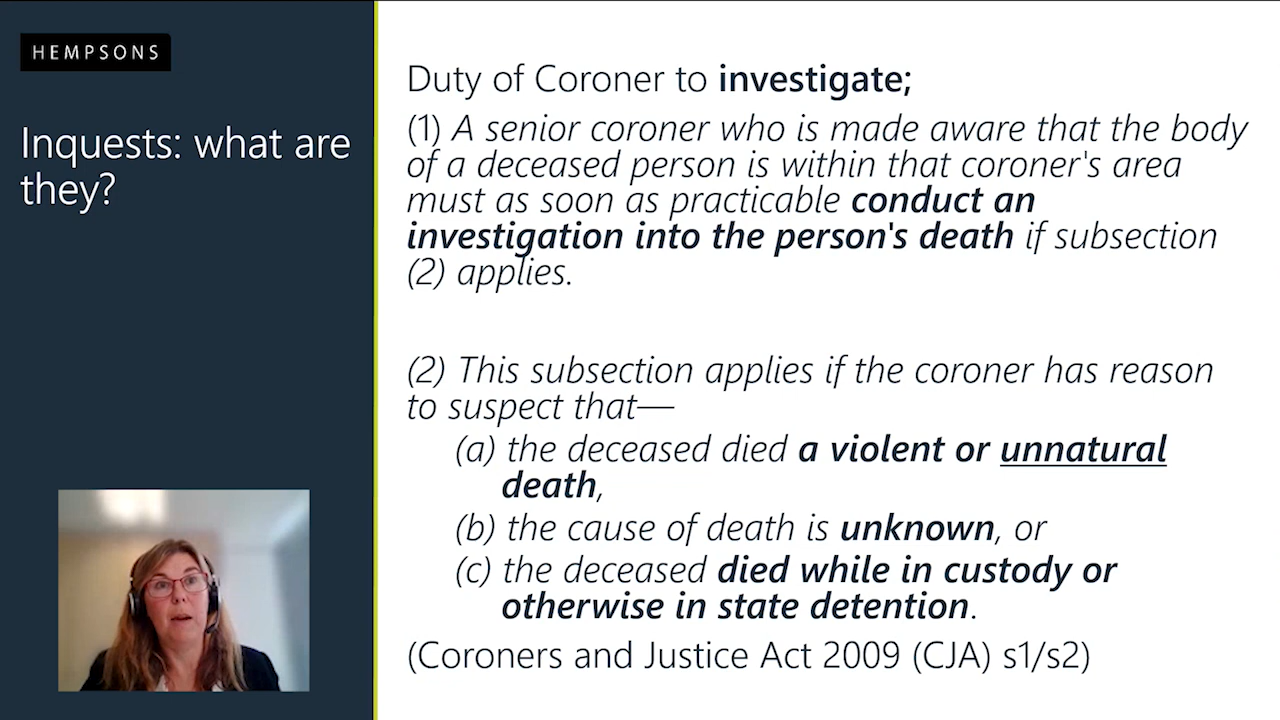 HEMPSONS
Inquests: what are
they?
Duty of Coroner to investigate;
(1) A senior coroner who is made aware that the body
of a deceased person is within that coroner's area
must as soon as practicable conduct an
investigation into the person's death if subsection
(2) applies.
(2) This subsection applies if the coroner has reason
to suspect that—
(a) the deceased died a violent or unnatural
death,
(b) the cause of death is unknown, or
(c) the deceased died while in custody or
otherwise in state detention.
(Coroners and Justice Act 2009 (CJA) s1/s2)